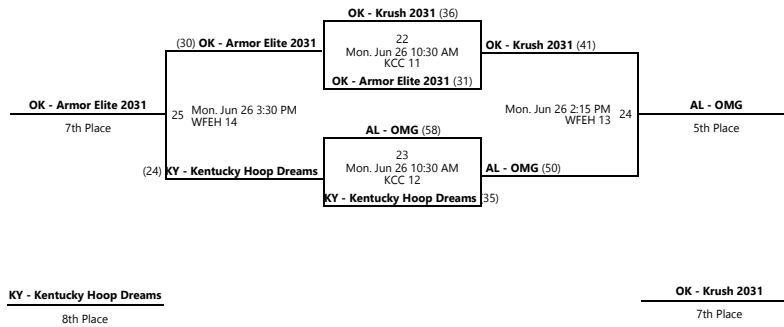 OK - Krush 2031 (36)
(30) OK - Armor Elite 2031
22
Mon. Jun 26 10:30 AM
KCC 11
OK - Krush 2031 (41)
OK - Armor Elite 2031 (31)
OK - Armor Elite 2031
7th Place
25
Mon. Jun 26 3:30 PM
WFEH 14
Mon. Jun 26 2:15 PM
WFEH 13
24
AL - OMG
5th Place
AL - OMG (58)
23
Mon. Jun 26 10:30 AM
KCC 12
(24) KY - Kentucky Hoop Dreams
AL - OMG (50)
KY - Kentucky Hoop Dreams (35)
KY - Kentucky Hoop Dreams
8th Place
OK - Krush 2031
7th Place